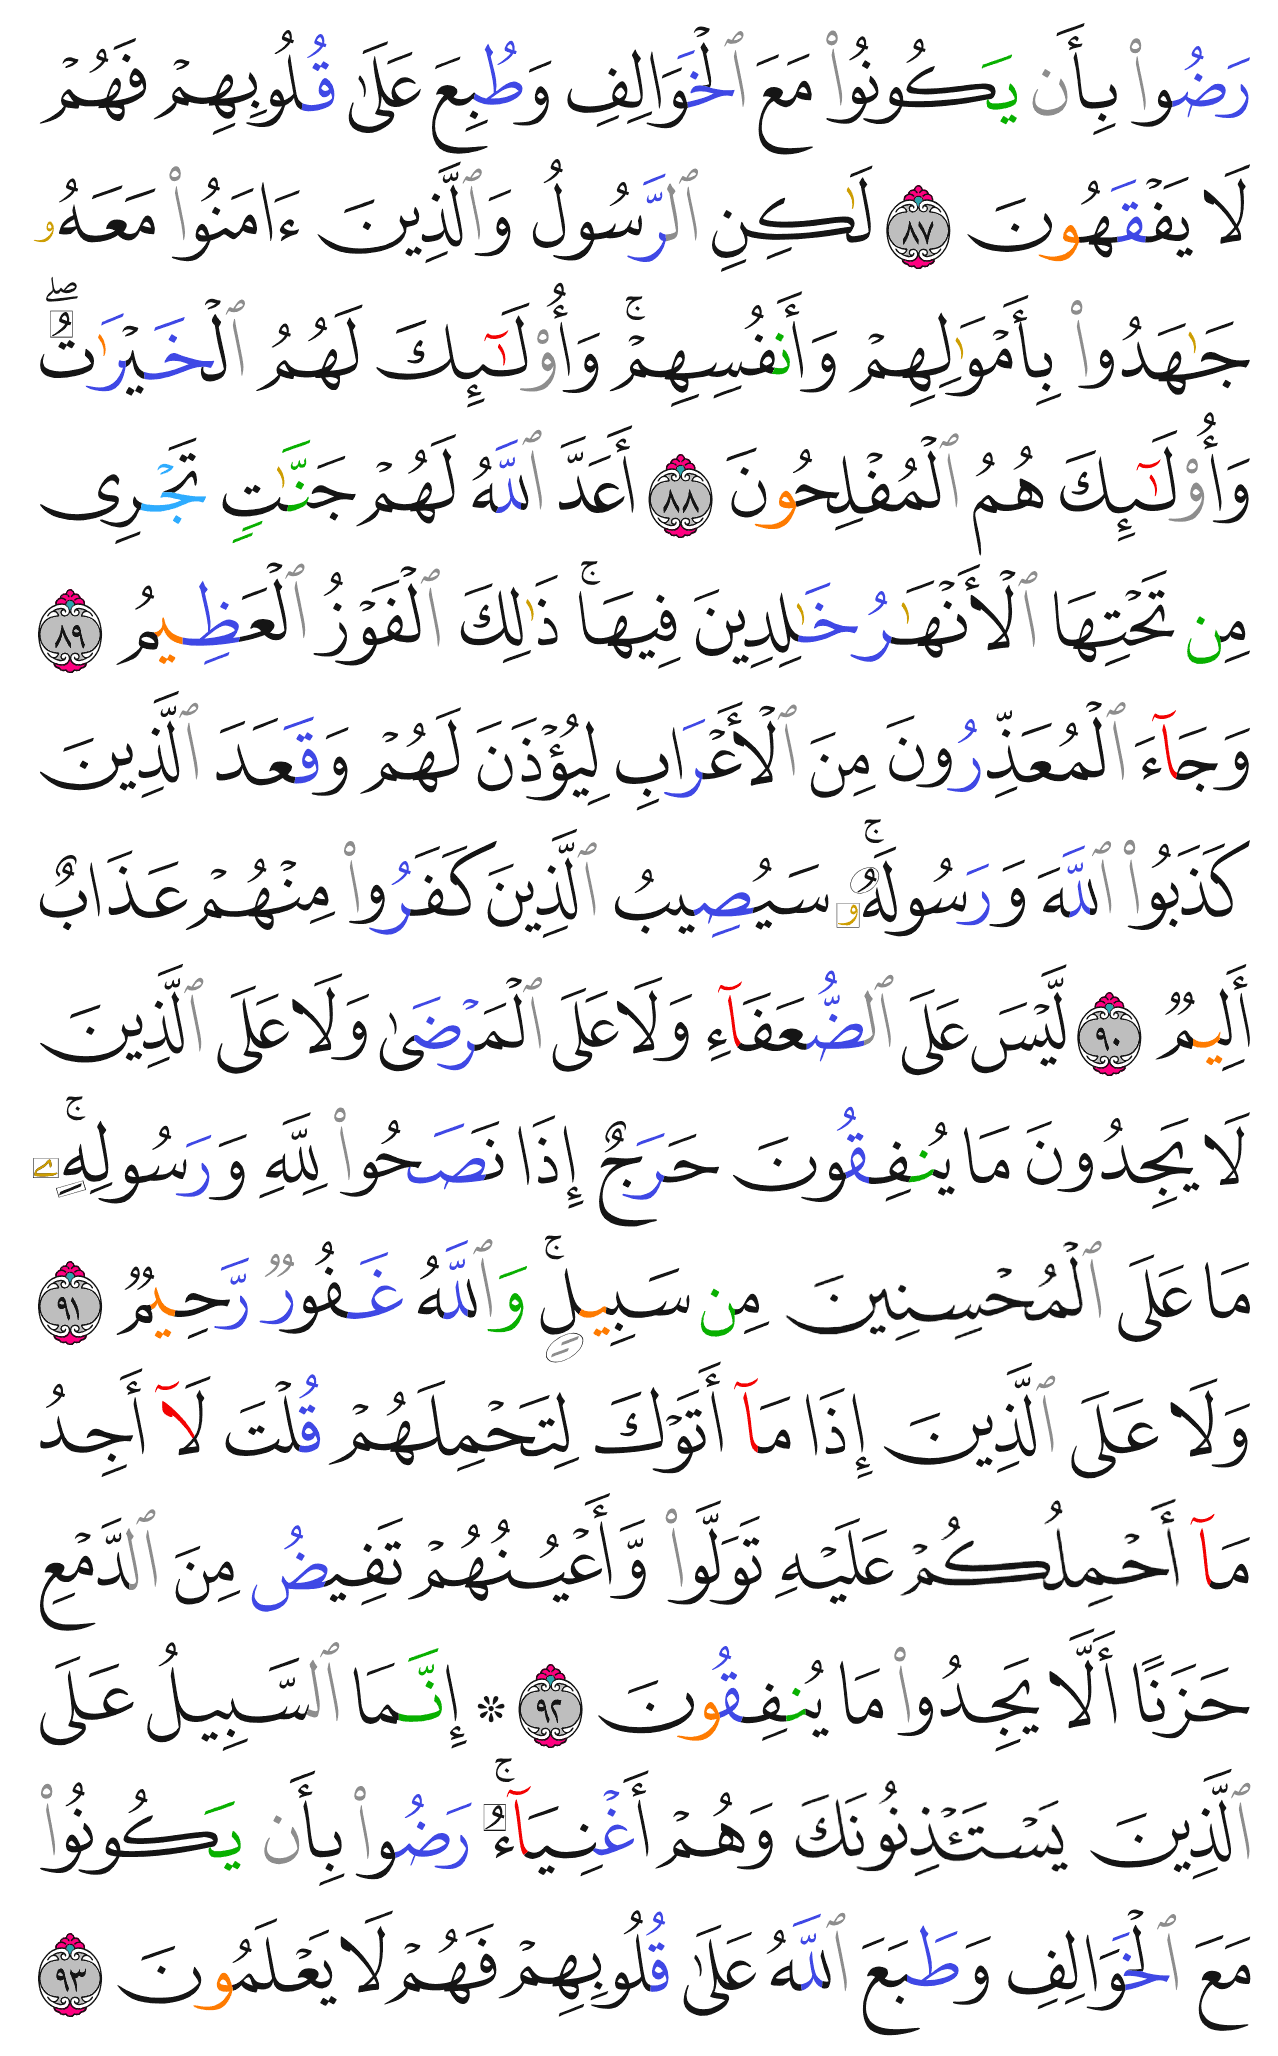 رَضُوا۟ بِأَن يَكُونُوا۟ مَعَ ٱلْخَوَالِفِ وَطُبِعَ عَلَىٰ قُلُوبِهِمْ فَهُمْ
لَا يَفْقَهُونَ ٨٧ لَٰكِنِ ٱلرَّسُولُ وَٱلَّذِينَ ءَامَنُوا۟ مَعَهُۥ
جَٰهَدُوا۟ بِأَمْوَٰلِهِمْ وَأَنفُسِهِمْ ۚ وَأُو۟لَٰٓئِكَ لَهُمُ ٱلْخَيْرَٰتُ ۖ
وَأُو۟لَٰٓئِكَ هُمُ ٱلْمُفْلِحُونَ ٨٨ أَعَدَّ ٱللَّهُ لَهُمْ جَنَّٰتٍ تَجْرِى
مِن تَحْتِهَا ٱلْأَنْهَٰرُ خَٰلِدِينَ فِيهَا ۚ ذَٰلِكَ ٱلْفَوْزُ ٱلْعَظِيمُ ٨٩
وَجَآءَ ٱلْمُعَذِّرُونَ مِنَ ٱلْأَعْرَابِ لِيُؤْذَنَ لَهُمْ وَقَعَدَ ٱلَّذِينَ
كَذَبُوا۟ ٱللَّهَ وَرَسُولَهُۥ ۚ سَيُصِيبُ ٱلَّذِينَ كَفَرُوا۟ مِنْهُمْ عَذَابٌ
أَلِيمٌ ٩٠ لَّيْسَ عَلَى ٱلضُّعَفَآءِ وَلَا عَلَى ٱلْمَرْضَىٰ وَلَا عَلَى ٱلَّذِينَ
لَا يَجِدُونَ مَا يُنفِقُونَ حَرَجٌ إِذَا نَصَحُوا۟ لِلَّهِ وَرَسُولِهِۦ ۚ
مَا عَلَى ٱلْمُحْسِنِينَ مِن سَبِيلٍ ۚ وَٱللَّهُ غَفُورٌ رَّحِيمٌ ٩١
وَلَا عَلَى ٱلَّذِينَ إِذَا مَآ أَتَوْكَ لِتَحْمِلَهُمْ قُلْتَ لَآ أَجِدُ
مَآ أَحْمِلُكُمْ عَلَيْهِ تَوَلَّوا۟ وَّأَعْيُنُهُمْ تَفِيضُ مِنَ ٱلدَّمْعِ
حَزَنًا أَلَّا يَجِدُوا۟ مَا يُنفِقُونَ ٩٢ ۞ إِنَّمَا ٱلسَّبِيلُ عَلَى
ٱلَّذِينَ يَسْتَـْٔذِنُونَكَ وَهُمْ أَغْنِيَآءُ ۚ رَضُوا۟ بِأَن يَكُونُوا۟
مَعَ ٱلْخَوَالِفِ وَطَبَعَ ٱللَّهُ عَلَىٰ قُلُوبِهِمْ فَهُمْ لَا يَعْلَمُونَ ٩٣